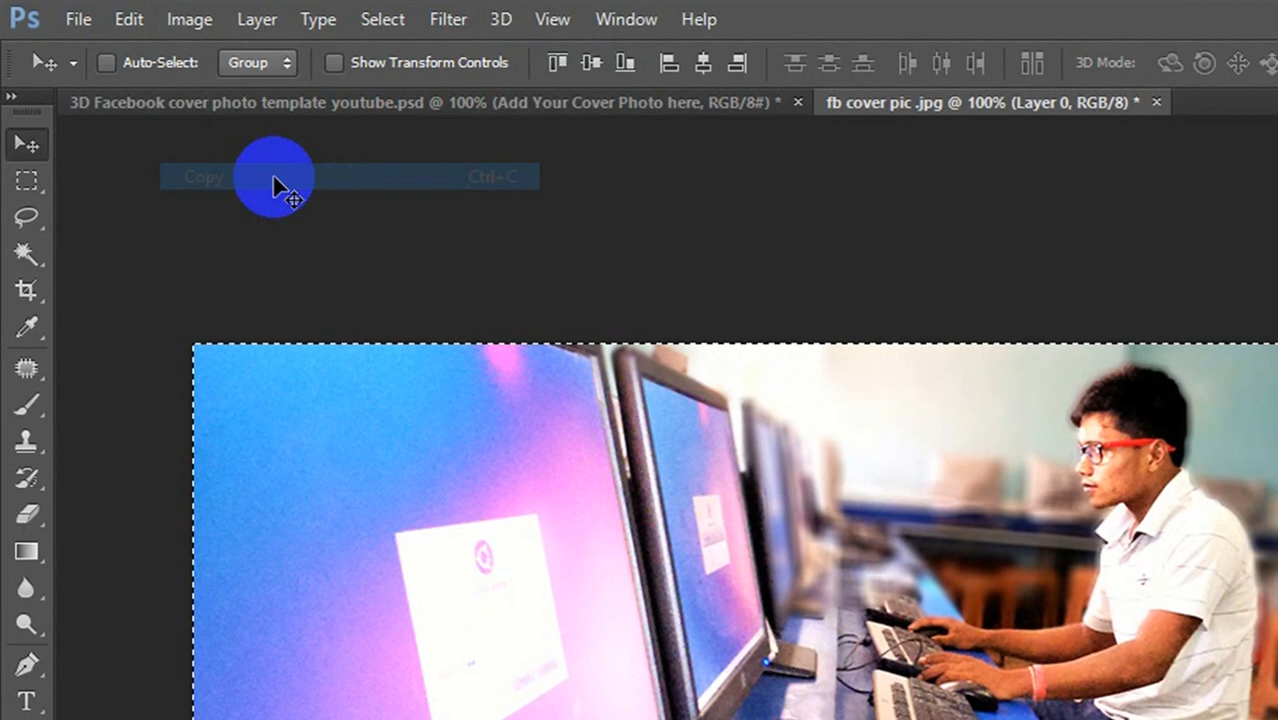 Ps File Edit Image Layer Type Select Filter 3D View Window Help
Auto-Select: Group Show Transform Controls 3D Mode:
3D Facebook cover photo template youtube.psd @ 100% (Add Your Cover Photo here, RGB/8#) * × fb cover pic .jpg @ 100% (Layer 0, RGB/8) * ×
Copy Ctrl+C
T